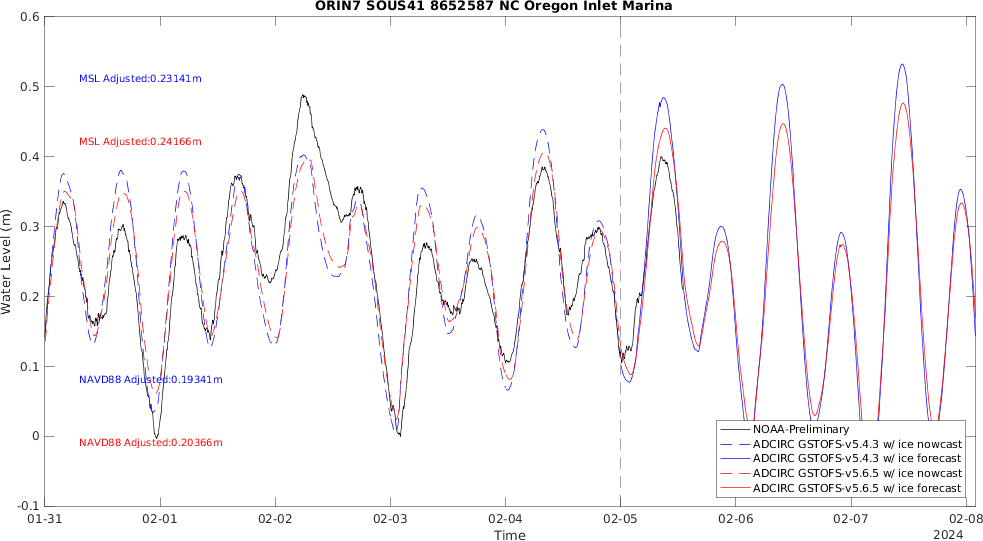 ORIN7 SOUS41 8652587 NC Oregon Inlet Marina
0.6
0.5
0.4
0.3
0.2
0.1
0
-0.1
Water Level (m)
MSL Adjusted:0.23141m
MSL Adjusted:0.24166m
NAVD88 Adjusted:0.19341m
NAVD88 Adjusted:0.20366m
NOAA-Preliminary
ADCIRC GSTOFS-v5.4.3 w/ ice nowcast
ADCIRC GSTOFS-v5.4.3 w/ ice forecast
ADCIRC GSTOFS-v5.6.5 w/ ice nowcast
ADCIRC GSTOFS-v5.6.5 w/ ice forecast
01-31 02-01 02-02 02-03 02-04 02-05 02-06 02-07 02-08
Time
2024